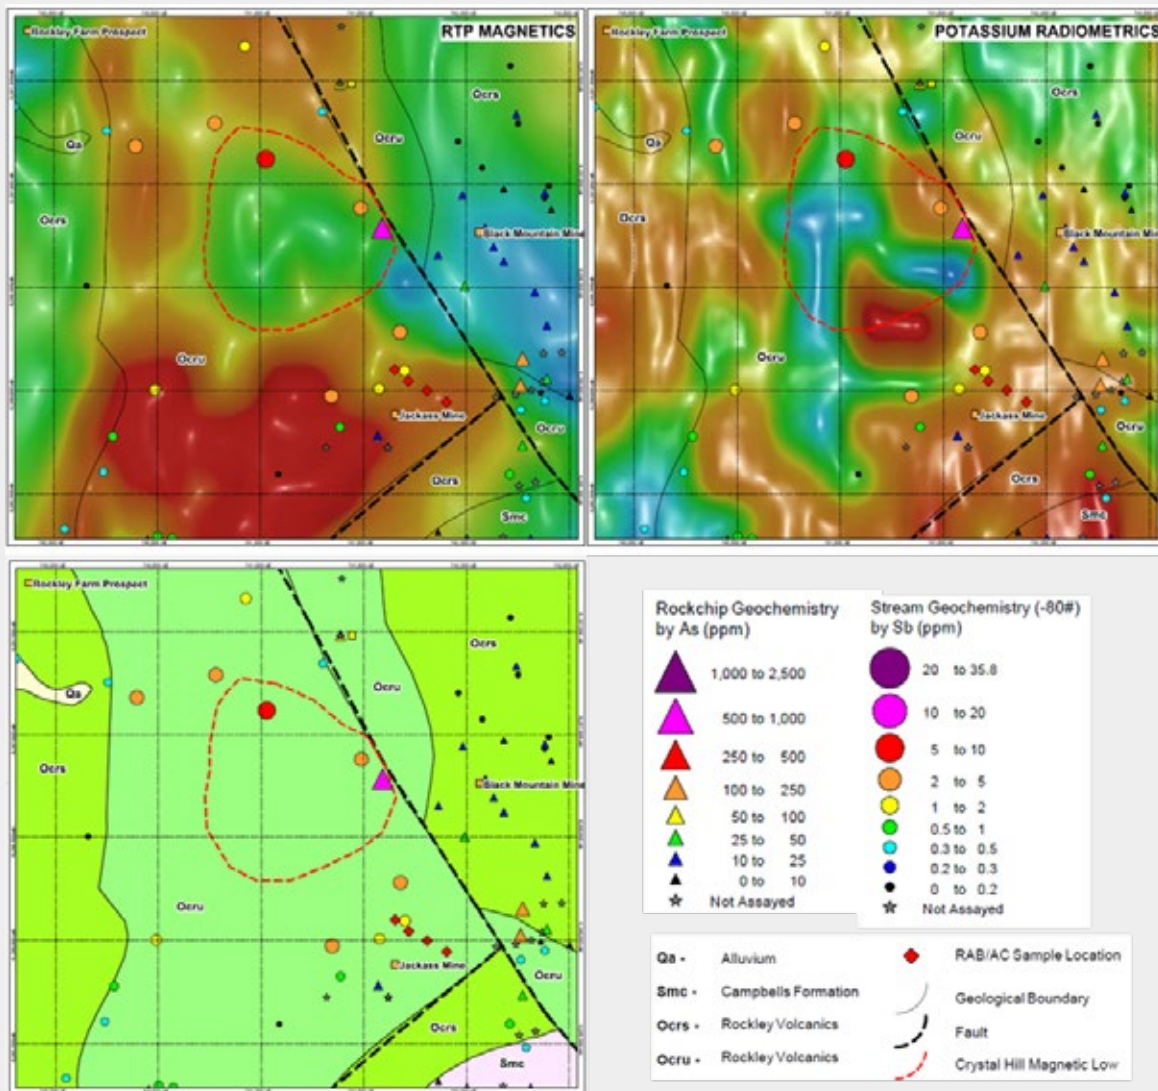 RTP MAGNETICS
Rockley Farm Prospect
Ocrs
Ocru
Qa
Ocrs
Black Mountain Mine
Ocru
Jackass Mine
Ocru
Ocrs
Smc
POTASSIUM RADIOMETRICS
Rockley Farm Prospect
Ocrs
Ocru
Qa
Ocrs
Black Mountain Mine
Ocru
Jackass Mine
Ocru
Ocrs
Smc
Rockley Farm Prospect
Ocrs
Ocru
Qa
Ocrs
Black Mountain Mine
Ocru
Jackass Mine
Ocru
Ocrs
Smc
Rockchip Geochemistry
by As (ppm)
1,000 to 2,500
500 to 1,000
250 to 500
100 to 250
50 to 100
25 to 50
10 to 25
0 to 10
Not Assayed
Stream Geochemistry (-80#)
by Sb (ppm)
20 to 35.8
10 to 20
5 to 10
2 to 5
1 to 2
0.5 to 1
0.3 to 0.5
0.2 to 0.3
0 to 0.2
Not Assayed
Qa - Alluvium
Smc - Campbells Formation
Ocrs - Rockley Volcanics
Ocru - Rockley Volcanics
RAB/AC Sample Location
Geological Boundary
Fault
Crystal Hill Magnetic Low